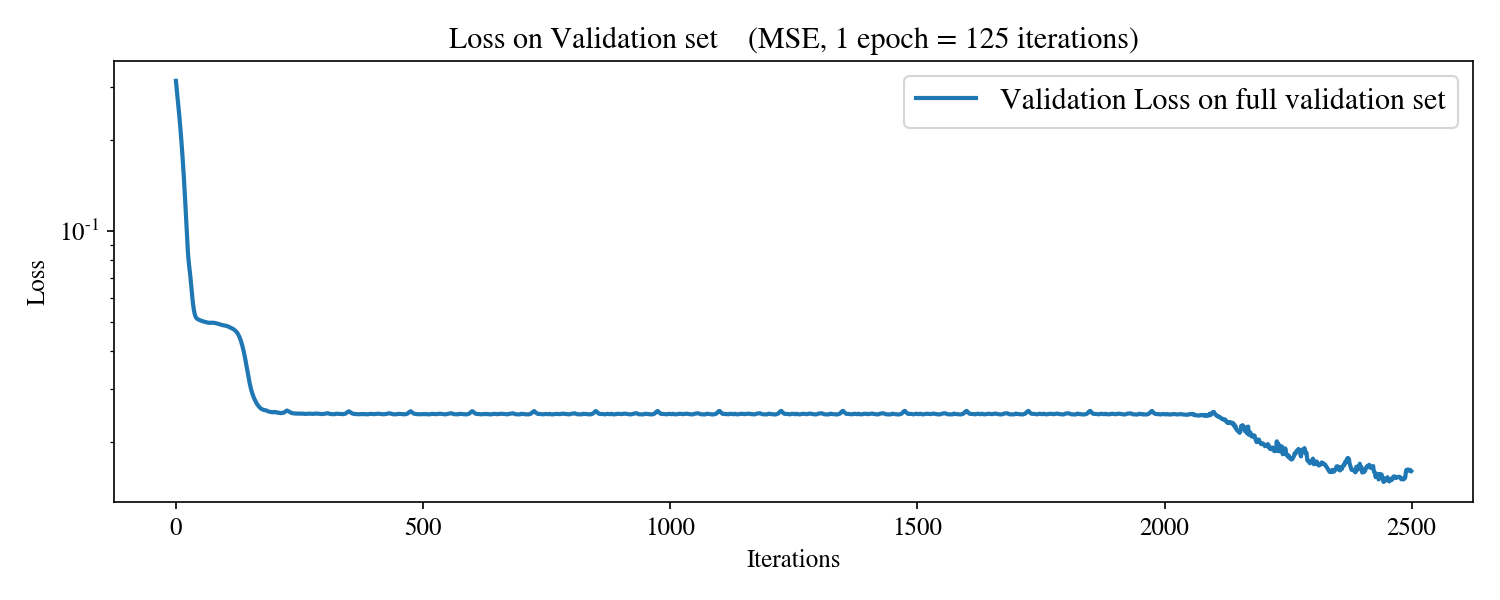 Loss on Validation set (MSE, 1 epoch = 125 iterations)
Validation Loss on full validation set
10-1
Loss
0 500 1000 1500 2000 2500
Iterations